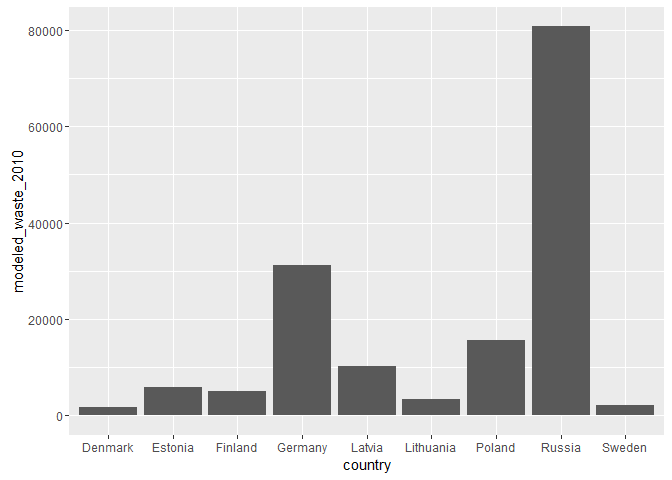 80000
60000
40000
20000
0
modeled_waste_2010
Denmark Estonia Finland Germany Latvia Lithuania Poland Russia Sweden
country